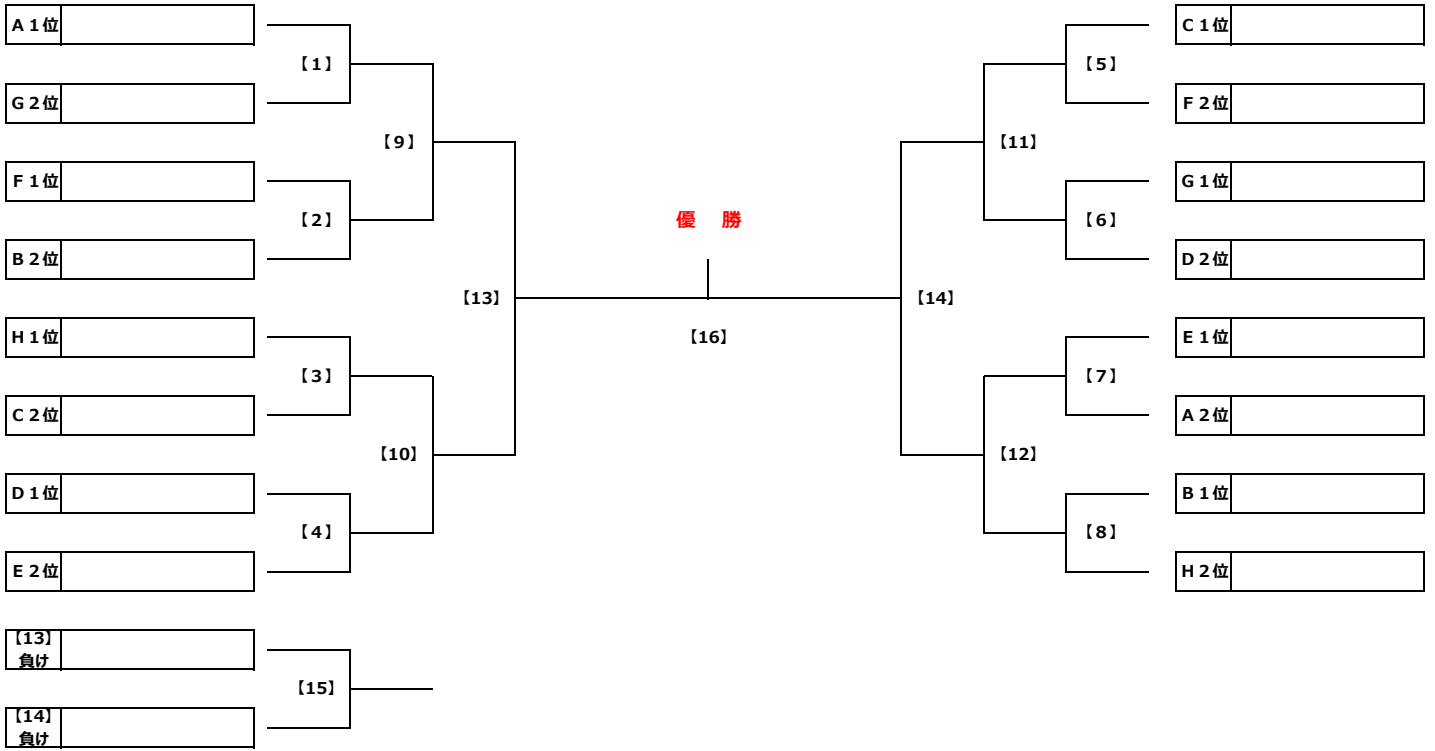 A1位
C1位
【1】
【5】
G2位
F2位
【9】
【11】
F1位
G1位
【2】
優 勝
【6】
B2位
D2位
【13】
【14】
H1位
【16】
E1位
【3】
【7】
C2位
A2位
【10】
【12】
D1位
B1位
【4】
【8】
E2位
H2位
【13】
負け
【15】
【14】
負け